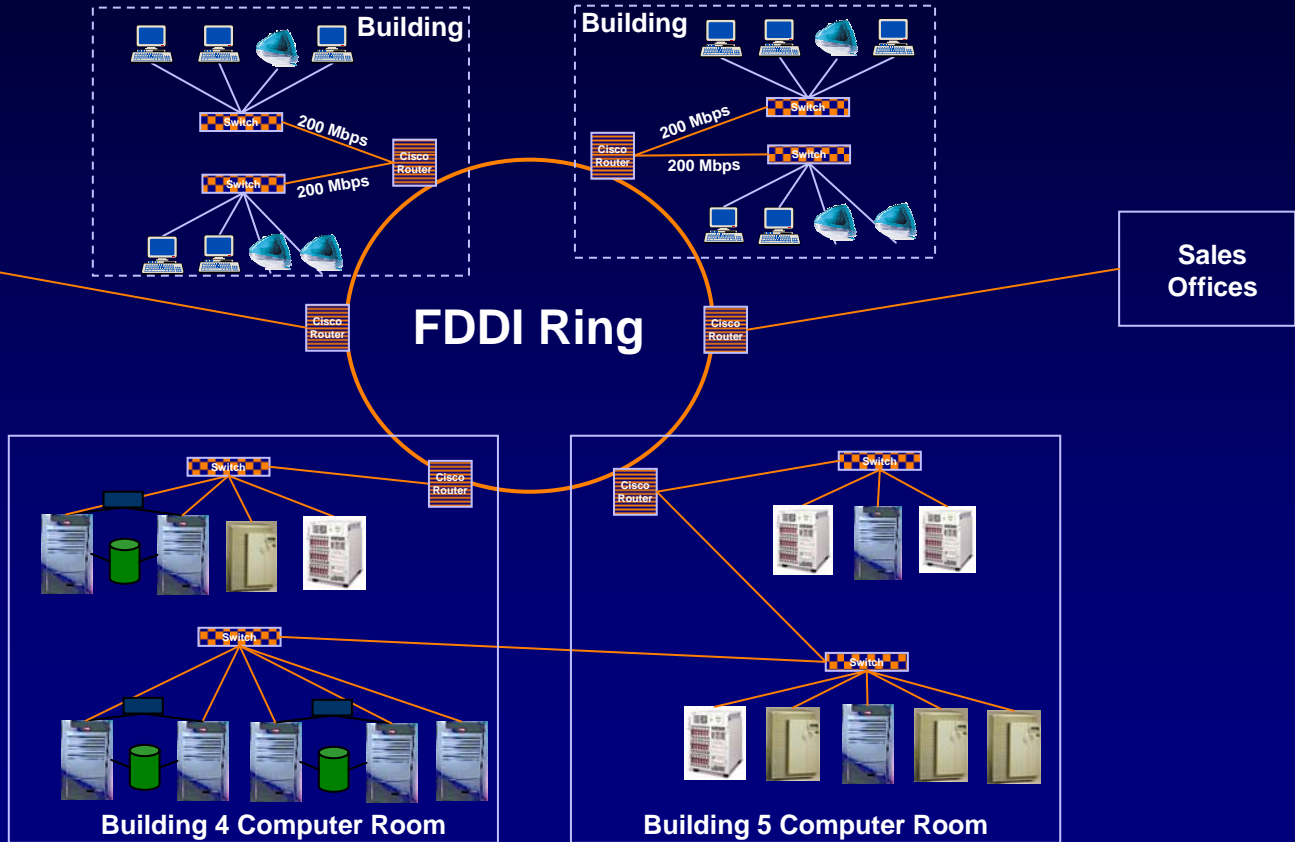 Building
Building
Switch
200 Mbps
Cisco
Router
Switch
200 Mbps
Switch
200 Mbps
Cisco
Router
Switch
200 Mbps
Sales
Offices
Cisco
Router
FDDI Ring
Cisco
Router
Switch
Cisco
Router
Cisco
Router
Switch
Switch
Switch
Building 4 Computer Room
Building 5 Computer Room